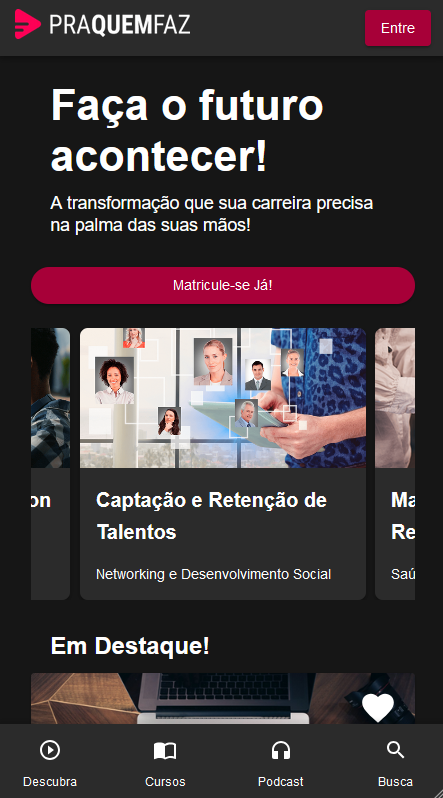 PRAQUEMFAZ
Entre
Faça o futuro
acontecer!
A transformação que sua carreira precisa
na palma das suas mãos!
Matricule-se Já!
on
Captação e Retenção de
Talentos
Networking e Desenvolvimento Social
Ma
Re
Saú
Em Destaque!
Descubra
Cursos
Podcast
Busca